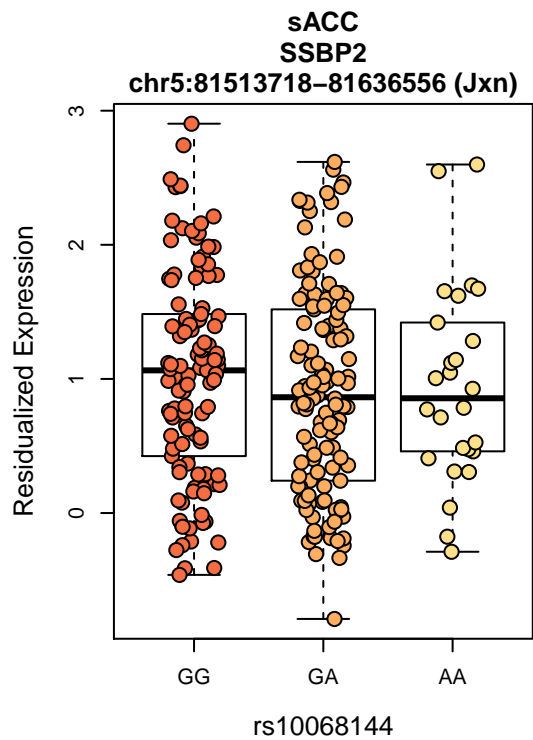 sACC
SSBP2
chr5:81513718−81636556 (Jxn)
Residualized Expression
3
2
1
0
GG GA AA
rs10068144